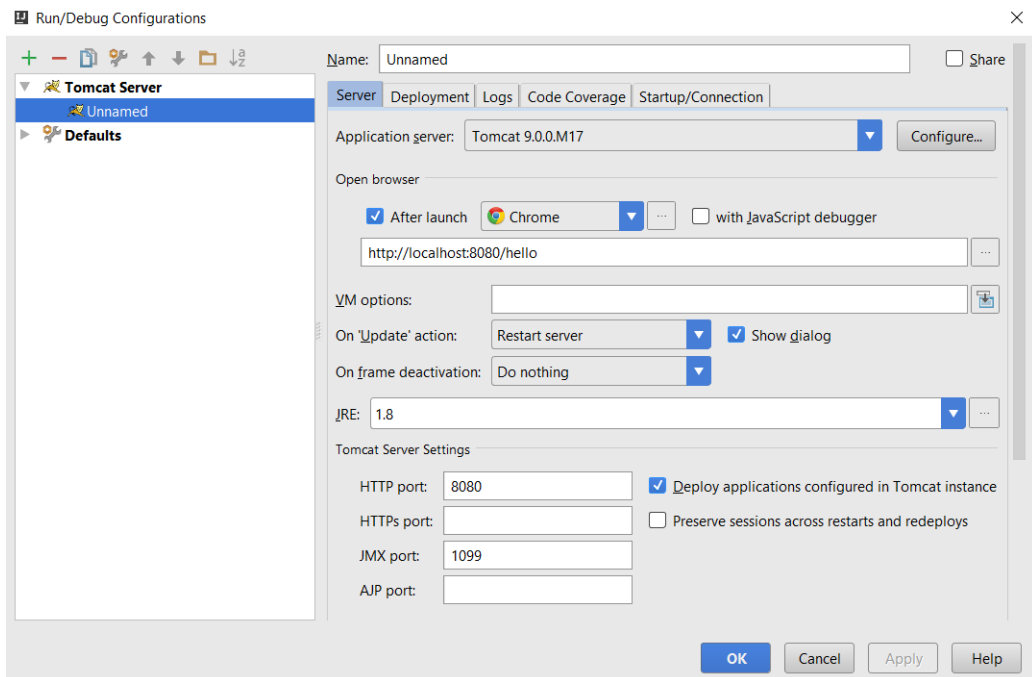 Run/Debug Configurations
Name: Unnamed Share
Tomcat Server
Unnamed
Defaults
Server Deployment Logs Code Coverage Startup/Connection
Application server: Tomcat 9.0.0.M17 Configure...
Open browser
After launch Chrome ... with JavaScript debugger
http://localhost:8080/hello ...
VM options:
On 'Update' action: Restart server Show dialog
On frame deactivation: Do nothing
JRE: 1.8 ...
Tomcat Server Settings
HTTP port: 8080 Deploy applications configured in Tomcat instance
HTTPs port: Preserve sessions across restarts and redeploys
JMX port: 1099
AJP port:
OK Cancel Apply Help